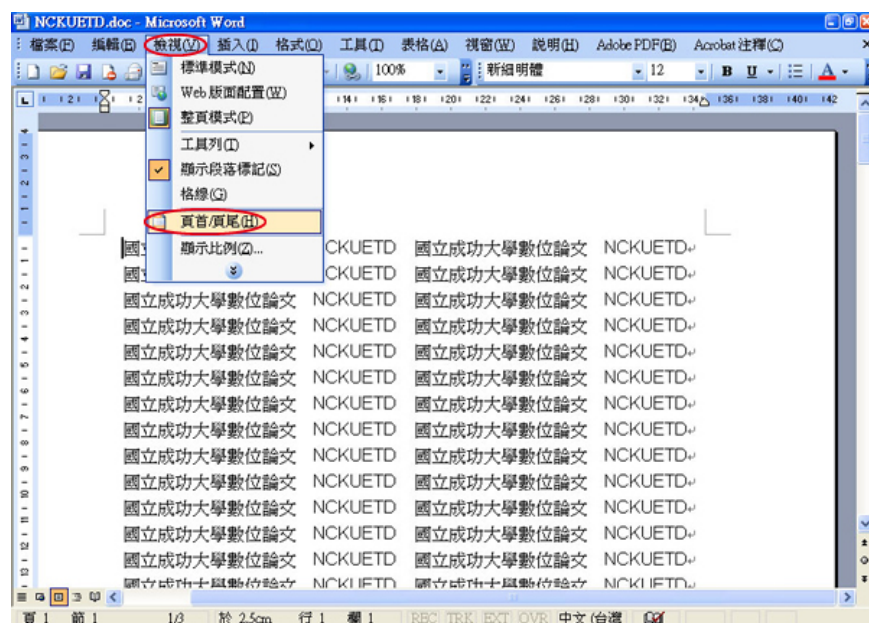 NCKUETD.doc - Microsoft Word
檔案(F) 編輯(E) 檢視(V) 插入(I) 格式(O) 工具(T) 表格(A) 視窗(W) 說明(H) Adobe PDF(B) Acrobat 注釋(C)
100% 新細明體 12 B U A
標準模式(N)
Web 版面配置(W)
整頁模式(P)
工具列(T)
顯示段落標記(S)
格線(G)
頁首/頁尾(H)
顯示比例(Z)...
國 CKUETD 國立成功大學數位論文 NCKUETD
國 CKUETD 國立成功大學數位論文 NCKUETD
國立成功大學數位論文 NCKUETD 國立成功大學數位論文 NCKUETD
國立成功大學數位論文 NCKUETD 國立成功大學數位論文 NCKUETD
國立成功大學數位論文 NCKUETD 國立成功大學數位論文 NCKUETD
國立成功大學數位論文 NCKUETD 國立成功大學數位論文 NCKUETD
國立成功大學數位論文 NCKUETD 國立成功大學數位論文 NCKUETD
國立成功大學數位論文 NCKUETD 國立成功大學數位論文 NCKUETD
國立成功大學數位論文 NCKUETD 國立成功大學數位論文 NCKUETD
國立成功大學數位論文 NCKUETD 國立成功大學數位論文 NCKUETD
國立成功大學數位論文 NCKUETD 國立成功大學數位論文 NCKUETD
國立成功大學數位論文 NCKUETD 國立成功大學數位論文 NCKUETD
國立成功大學數位論文 NCKUETD 國立成功大學數位論文 NCKUETD
國立成功大學數位論文 NCKUETD 國立成功大學數位論文 NCKUETD
頁 1 節 1 1/3 於 2.5cm 行 1 欄 1 REC TRK EXT OVR 中文 (台灣